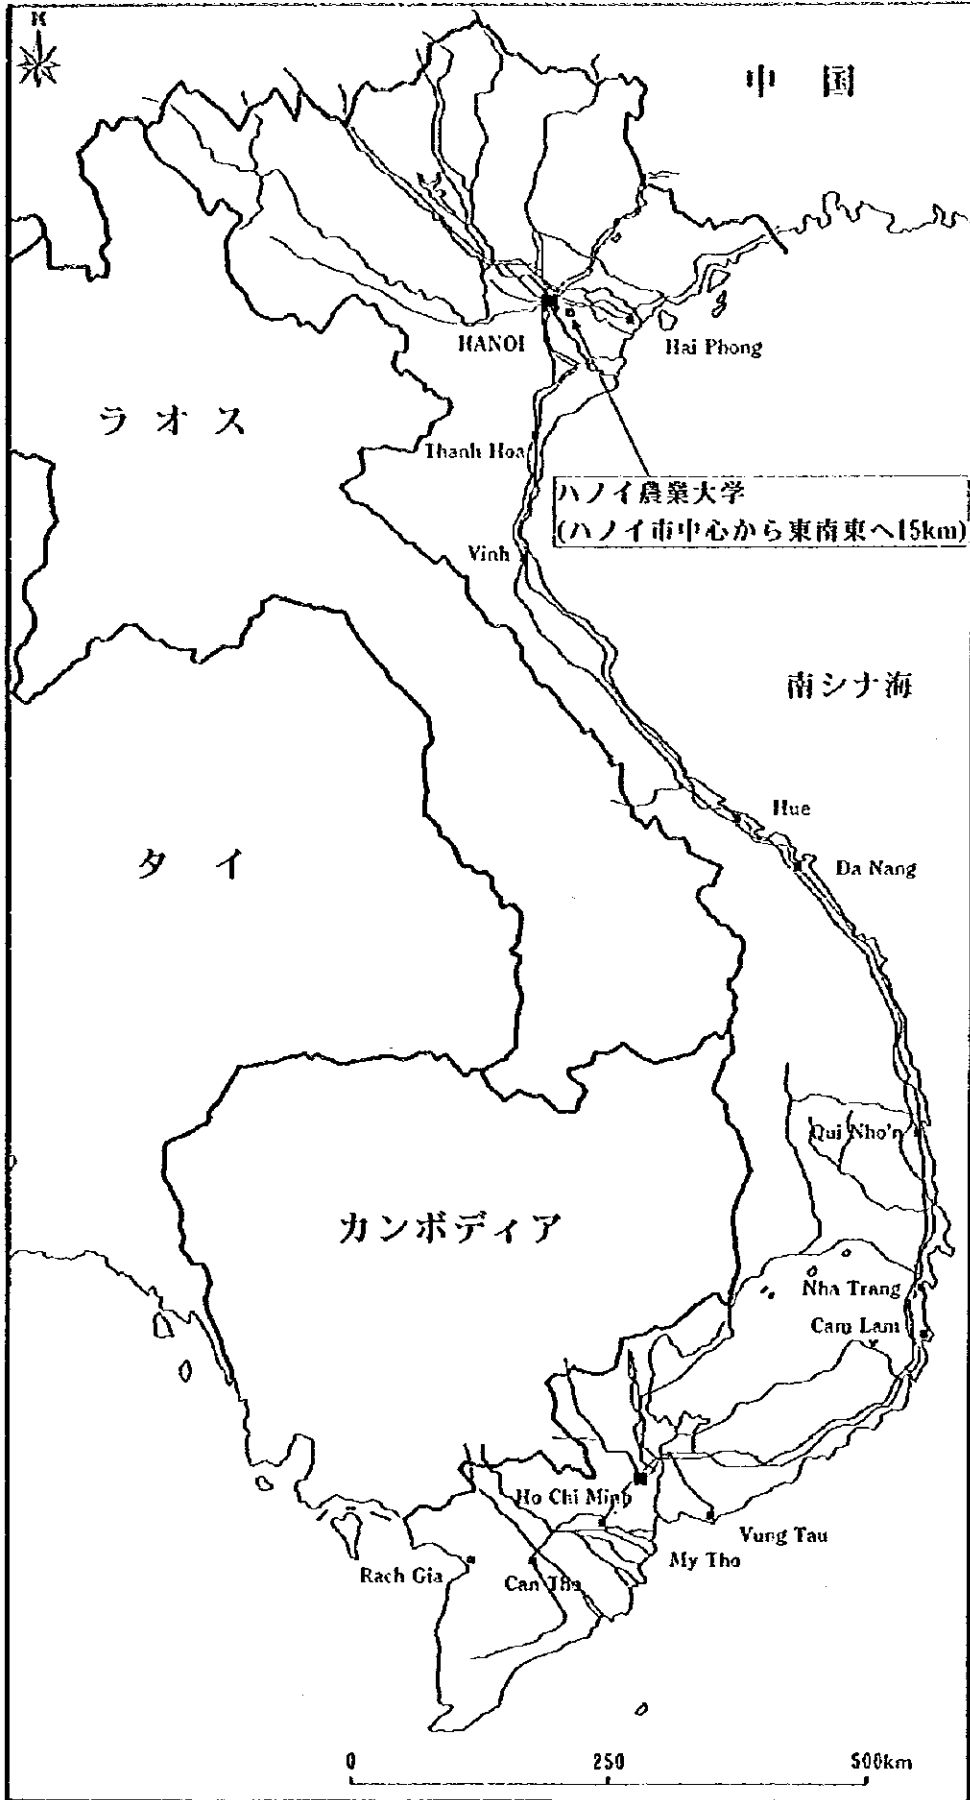 N
中 国
HANOI
Hai Phong
ラ オ ス
Thanh Hoa
ハノイ農業大学
(ハノイ市中心から東南東へ15km)
Vinh
南シナ海
Hue
タ イ
Da Nang
Qui Nho'n
カンボディア
Nha Trang
Cam Lam
Ho Chi Minh
Vung Tau
My Tho
Rach Gia
Can Tho
0 250 500km